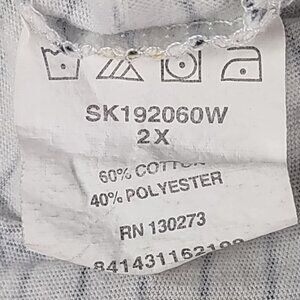 SK192060W
2X
60% COTTON
40% POLYESTER
RN 130273